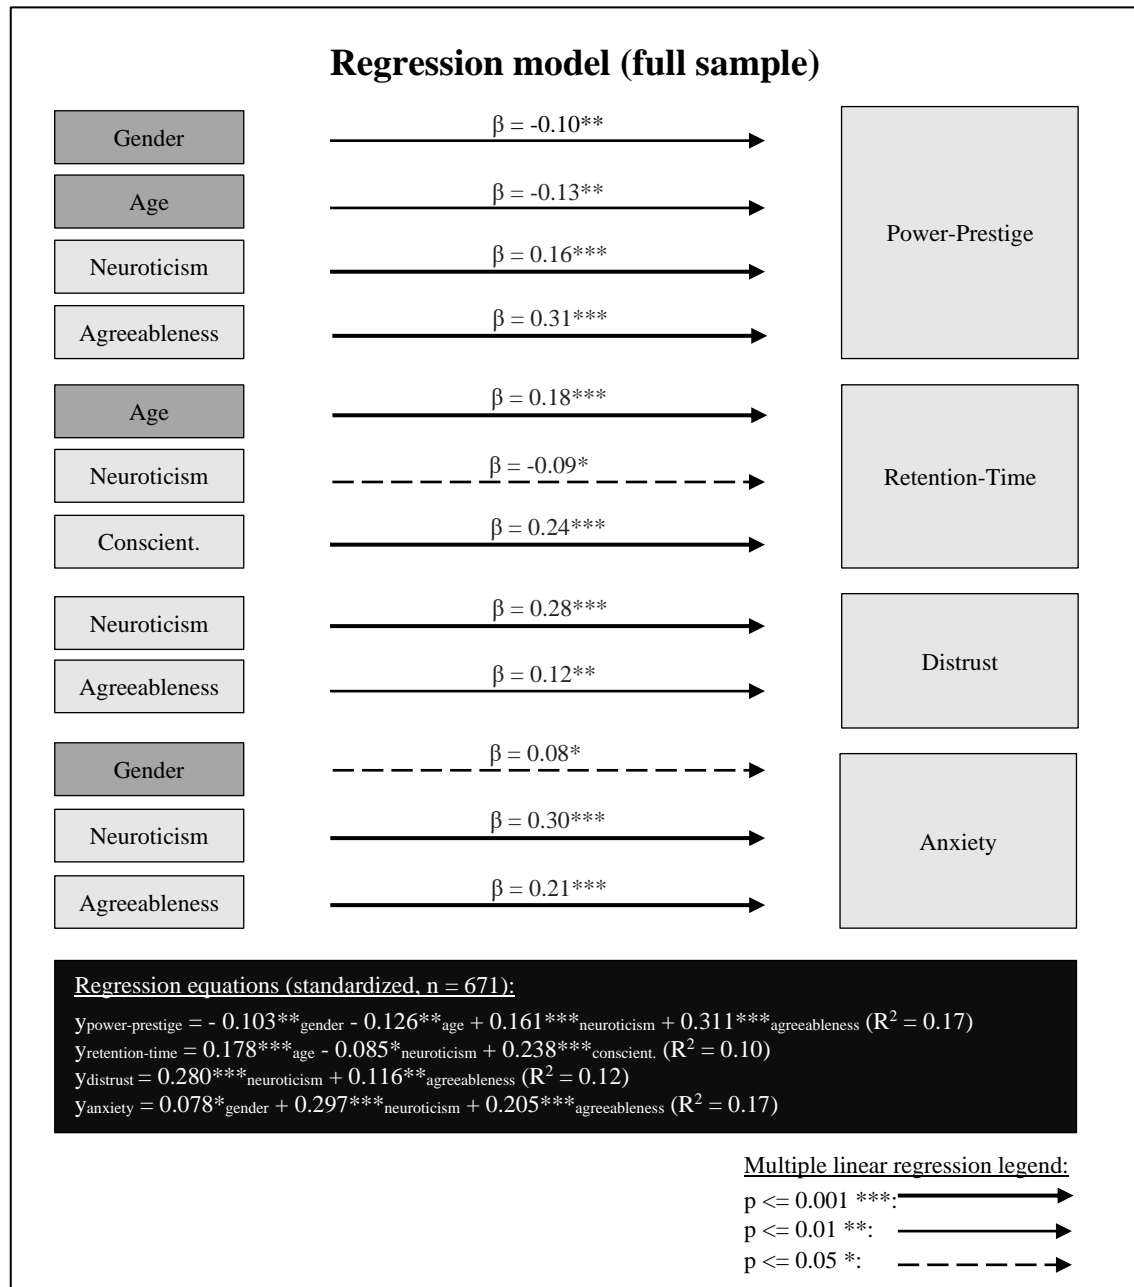 Regression model (full sample)
Gender
β = -0.10**
Age
β = -0.13**
Neuroticism
β = 0.16***
Agreeableness
β = 0.31***
Power-Prestige
Age
β = 0.18***
Neuroticism
β = -0.09*
Conscient.
β = 0.24***
Retention-Time
Neuroticism
β = 0.28***
Agreeableness
β = 0.12**
Distrust
Gender
β = 0.08*
Neuroticism
β = 0.30***
Agreeableness
β = 0.21***
Anxiety
Regression equations (standardized, n = 671):
ypower-prestige = - 0.103**gender - 0.126**age + 0.161***neuroticism + 0.311***agreeableness (R² = 0.17)
yretention-time = 0.178***age - 0.085*neuroticism + 0.238***conscient. (R² = 0.10)
ydistrust = 0.280***neuroticism + 0.116**agreeableness (R² = 0.12)
yanxiety = 0.078*gender + 0.297***neuroticism + 0.205***agreeableness (R² = 0.17)
Multiple linear regression legend:
p <= 0.001 ***:
p <= 0.01 **:
p <= 0.05 *: